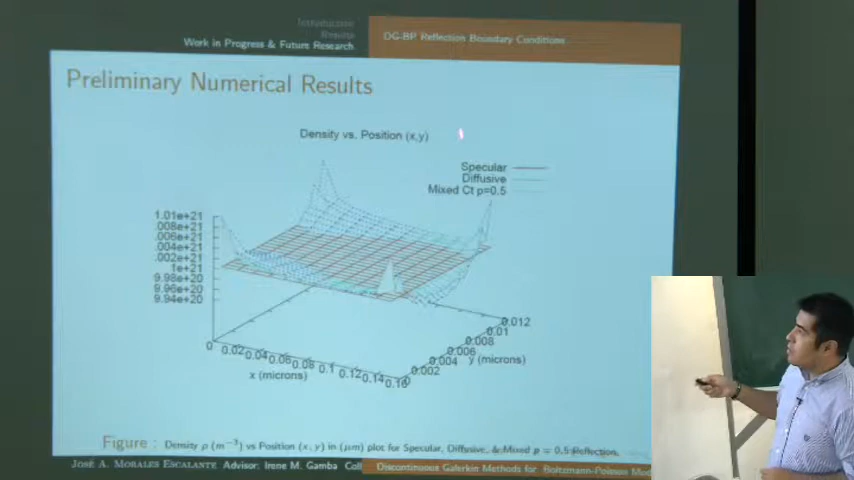 Introduction
Results
Work in Progress & Future Research
DG-BP Reflection Boundary Conditions
Preliminary Numerical Results
Density vs. Position (x,y)
Specular
Diffusive
Mixed Ct p=0.5
1.01e+21
.008e+21
.006e+21
.004e+21
.002e+21
1e+21
9.98e+20
9.96e+20
9.94e+20
0 0.02 0.04 0.06 0.08 0.1 0.12 0.14 0.16
x (microns)
0 0.002 0.004 0.006 0.008 0.01 0.012
y (microns)
Figure : Density ρ (m⁻³) vs Position (x, y) in (μm) plot for Specular, Diffusive, & Mixed p = 0.5 Reflection.
José A. Morales Escalante Advisor: Irene M. Gamba Coll
Discontinuous Galerkin Methods for Boltzmann-Poisson Mod